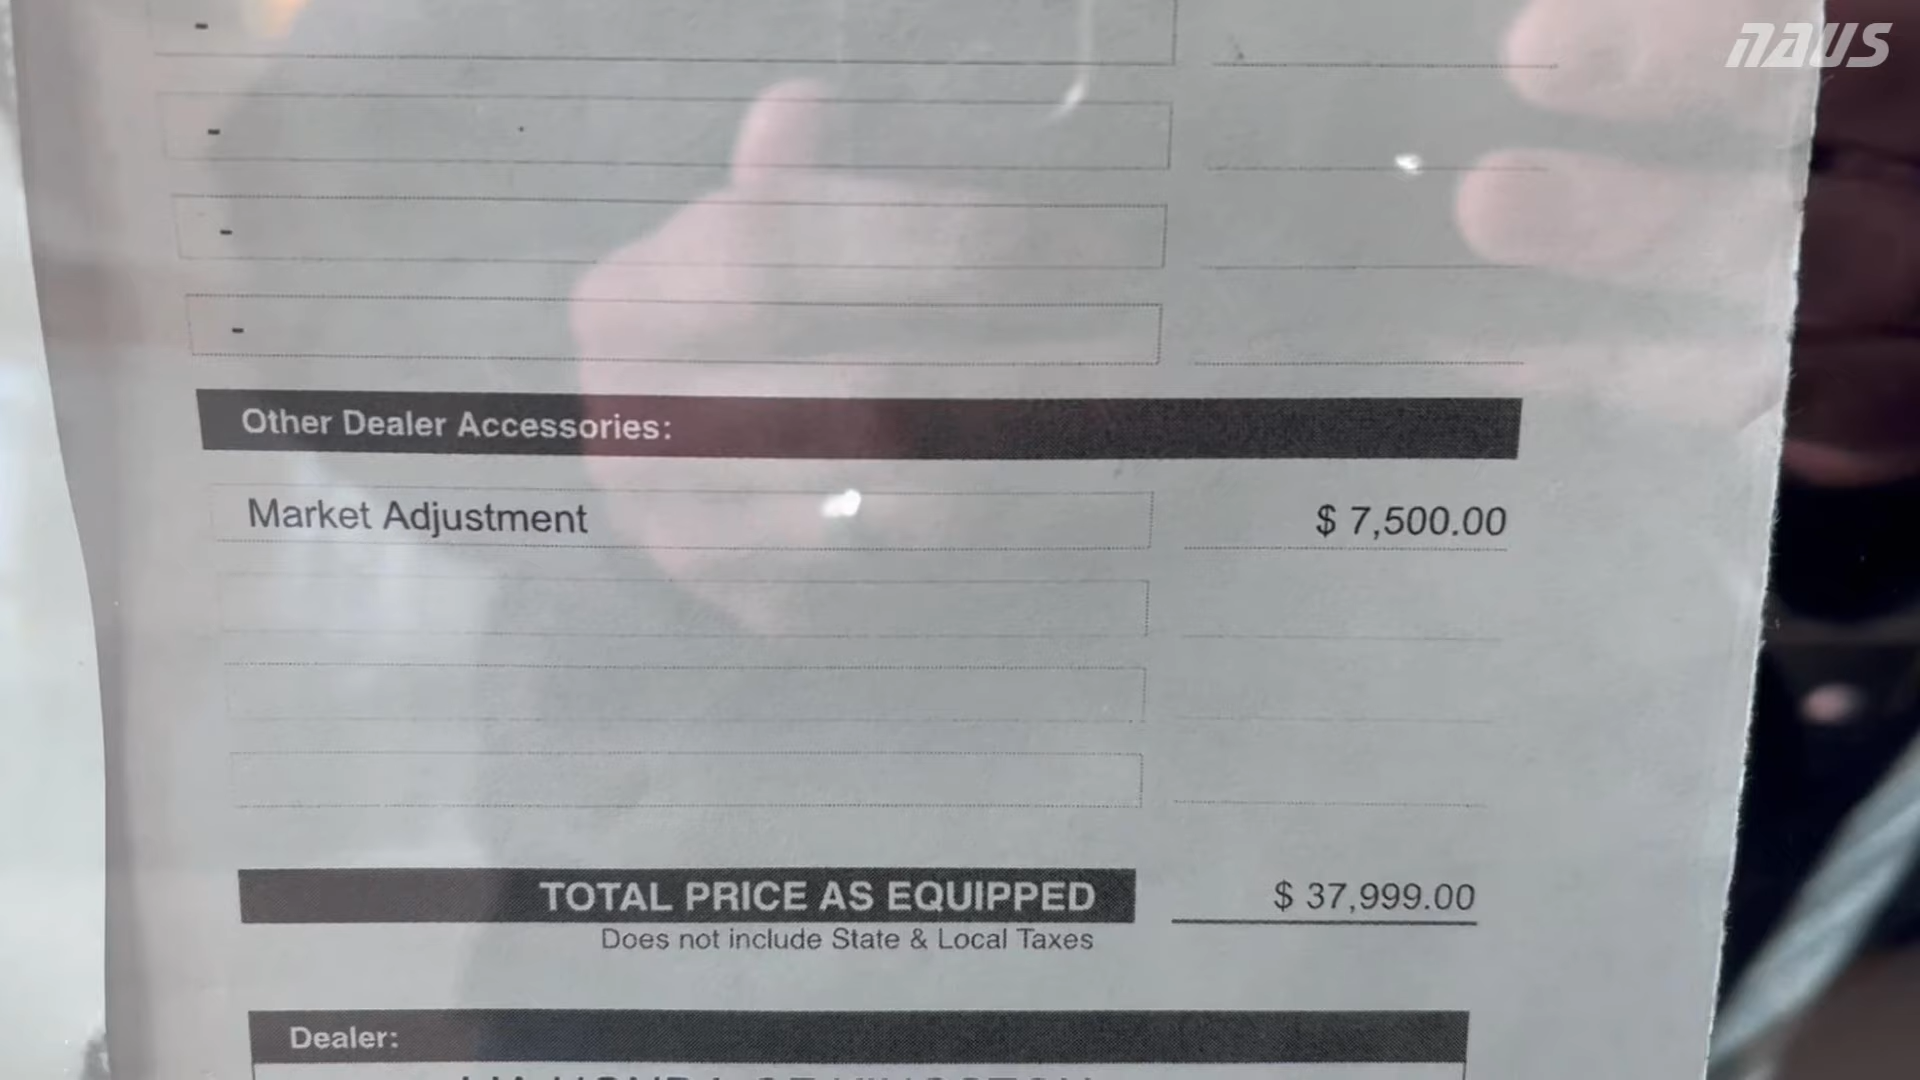 NAUS
-
-
-
-
Other Dealer Accessories:
Market Adjustment $ 7,500.00
TOTAL PRICE AS EQUIPPED $ 37,999.00
Does not include State & Local Taxes
Dealer: